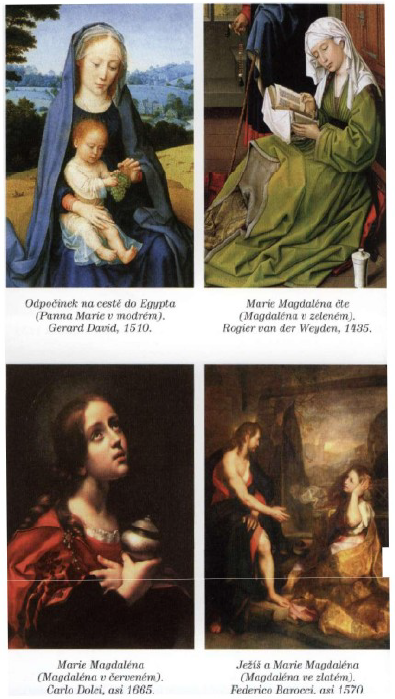 Odpočinek na cestě do Egypta
(Panna Marie v modrém).
Gerard David, 1510.
Marie Magdaléna čte
(Magdaléna v zeleném).
Rogier van der Weyden, 1435.
Marie Magdaléna
(Magdaléna v červeném).
Carlo Dolci, asi 1665.
Ježíš a Marie Magdaléna
(Magdaléna ve zlatém).
Federico Barocci, asi 1570